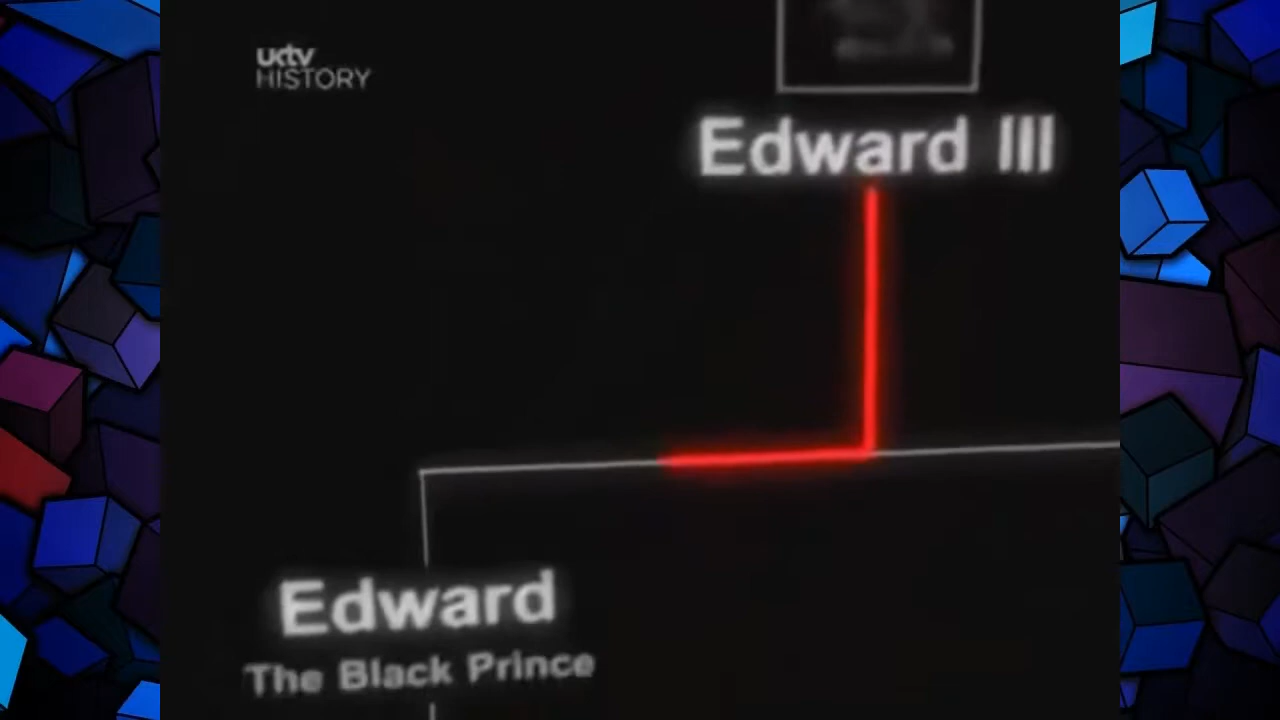 uktv
HISTORY
Edward III
Edward
The Black Prince